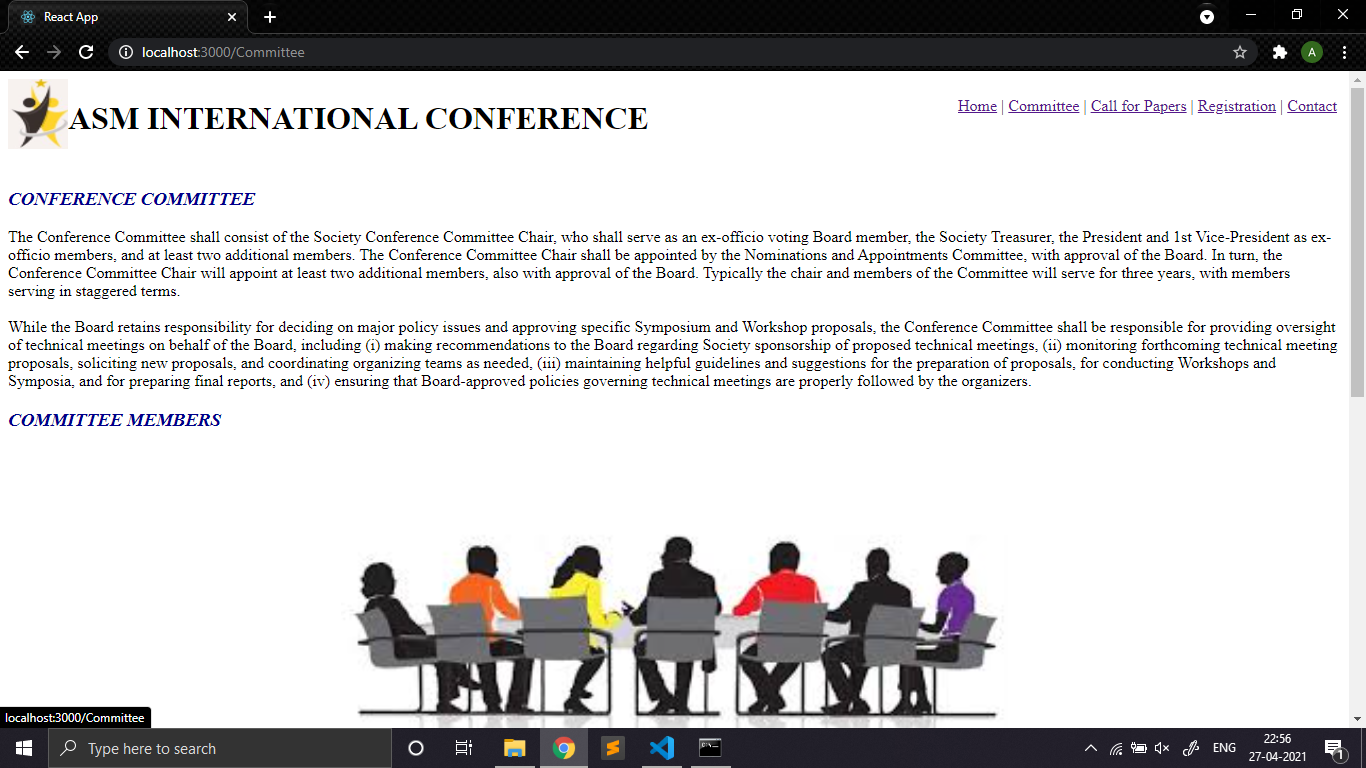 React App
localhost:3000/Committee
ASM INTERNATIONAL CONFERENCE
Home | Committee | Call for Papers | Registration | Contact
CONFERENCE COMMITTEE
The Conference Committee shall consist of the Society Conference Committee Chair, who shall serve as an ex-officio voting Board member, the Society Treasurer, the President and 1st Vice-President as ex-
officio members, and at least two additional members. The Conference Committee Chair shall be appointed by the Nominations and Appointments Committee, with approval of the Board. In turn, the
Conference Committee Chair will appoint at least two additional members, also with approval of the Board. Typically the chair and members of the Committee will serve for three years, with members
serving in staggered terms.
While the Board retains responsibility for deciding on major policy issues and approving specific Symposium and Workshop proposals, the Conference Committee shall be responsible for providing oversight
of technical meetings on behalf of the Board, including (i) making recommendations to the Board regarding Society sponsorship of proposed technical meetings, (ii) monitoring forthcoming technical meeting
proposals, soliciting new proposals, and coordinating organizing teams as needed, (iii) maintaining helpful guidelines and suggestions for the preparation of proposals, for conducting Workshops and
Symposia, and for preparing final reports, and (iv) ensuring that Board-approved policies governing technical meetings are properly followed by the organizers.
COMMITTEE MEMBERS
localhost:3000/Committee
Type here to search
ENG
22:56
27-04-2021
1
A